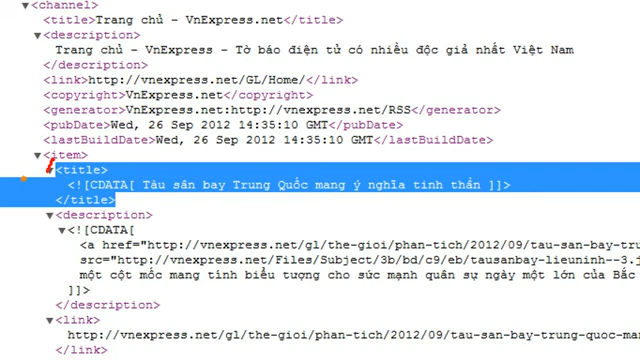 ▼<channel>
<title>Trang chủ - VnExpress.net</title>
▼<description>
Trang chủ - VnExpress - Tờ báo điện tử có nhiều độc giả nhất Việt Nam
</description>
<link>http://vnexpress.net/GL/Home/</link>
<copyright>VnExpress.net</copyright>
<generator>VnExpress.net:http://vnexpress.net/RSS</generator>
<pubDate>Wed, 26 Sep 2012 14:35:10 GMT</pubDate>
<lastBuildDate>Wed, 26 Sep 2012 14:35:10 GMT</lastBuildDate>
▼<item>
<title>
<![CDATA[ Tàu sân bay Trung Quốc mang ý nghĩa tinh thần ]]>
</title>
▼<description>
▼<![CDATA[
<a href="http://vnexpress.net/gl/the-gioi/phan-tich/2012/09/tau-san-bay-tru
src="http://vnexpress.net/Files/Subject/3b/bd/c9/eb/tausanbay-lieuninh--3.j
một cột mốc mang tính biểu tượng cho sức mạnh quân sự ngày một lớn của Bắc
]]>
</description>
▼<link>
http://vnexpress.net/gl/the-gioi/phan-tich/2012/09/tau-san-bay-trung-quoc-m
</link>